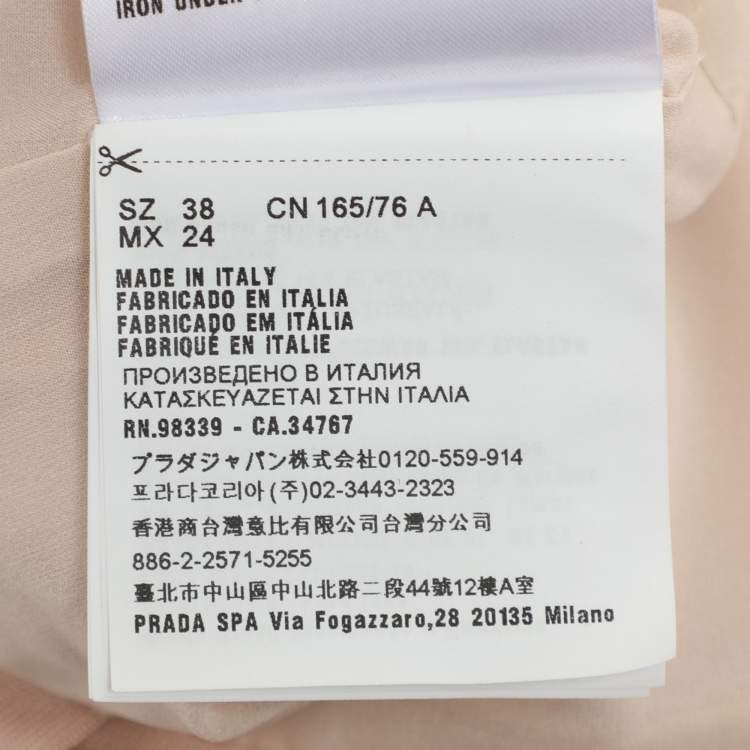 IRON UNDER
SZ 38 CN 165/76 A
MX 24
MADE IN ITALY
FABRICADO EN ITALIA
FABRICADO EM ITÁLIA
FABRIQUÉ EN ITALIE
ПРОИЗВЕДЕНО В ИТАЛИЯ
ΚΑΤΑΣΚΕΥΑΖΕΤΑΙ ΣΤΗΝ ΙΤΑΛΙΑ
RN.98339 - CA.34767
プラダジャパン株式会社0120-559-914
프라다코리아(주)02-3443-2323
香港商台灣意比有限公司台灣分公司
886-2-2571-5255
臺北市中山區中山北路二段44號12樓A室
PRADA SPA Via Fogazzaro,28 20135 Milano